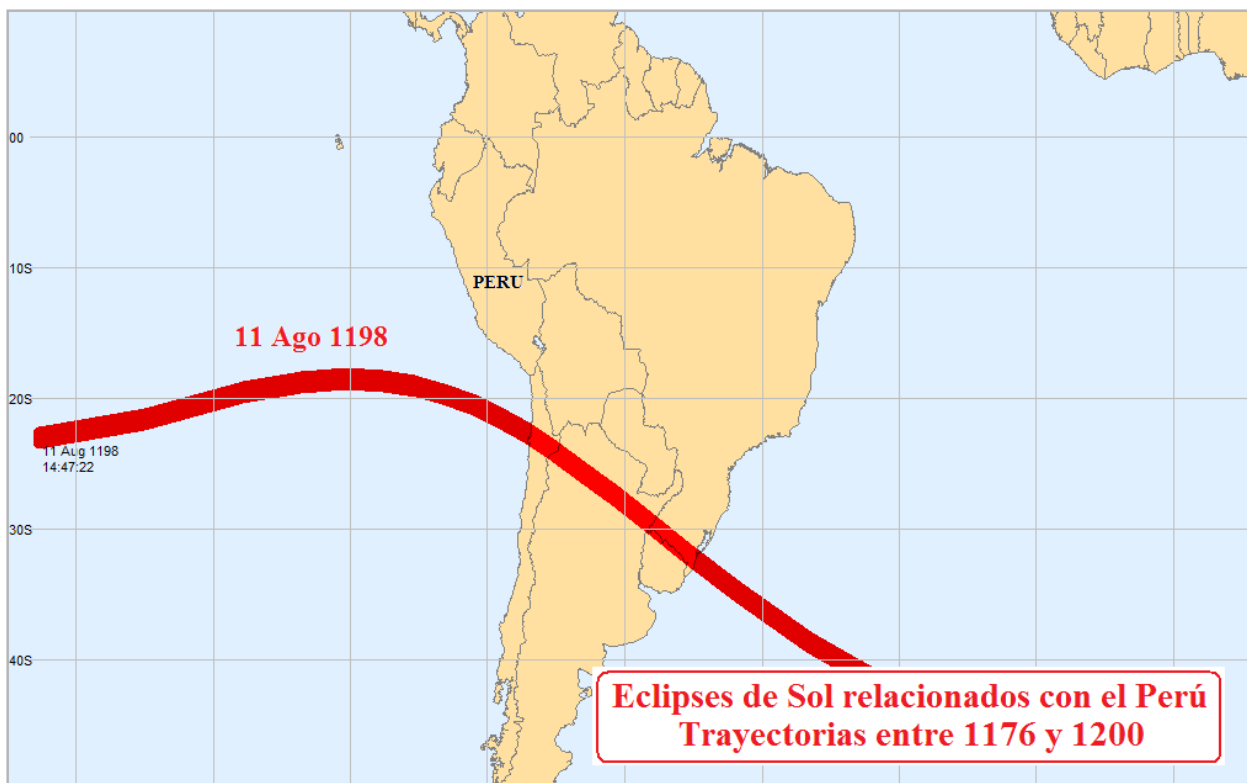 00
10S
PERU
11 Ago 1198
20S
11 Aug 1198
14:47:22
30S
40S
Eclipses de Sol relacionados con el Perú
Trayectorias entre 1176 y 1200